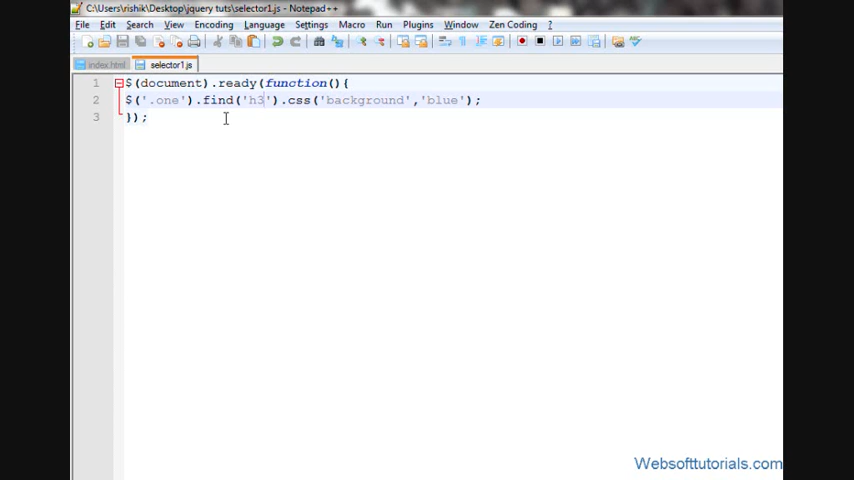 C:\Users\rishik\Desktop\jquery tuts\selector1.js - Notepad++
File Edit Search View Encoding Language Settings Macro Run Plugins Window Zen Coding ?
index.html selector1.js
1 $(document).ready(function(){
2 $('.one').find('h3').css('background','blue');
3 });
Websofttutorials.com